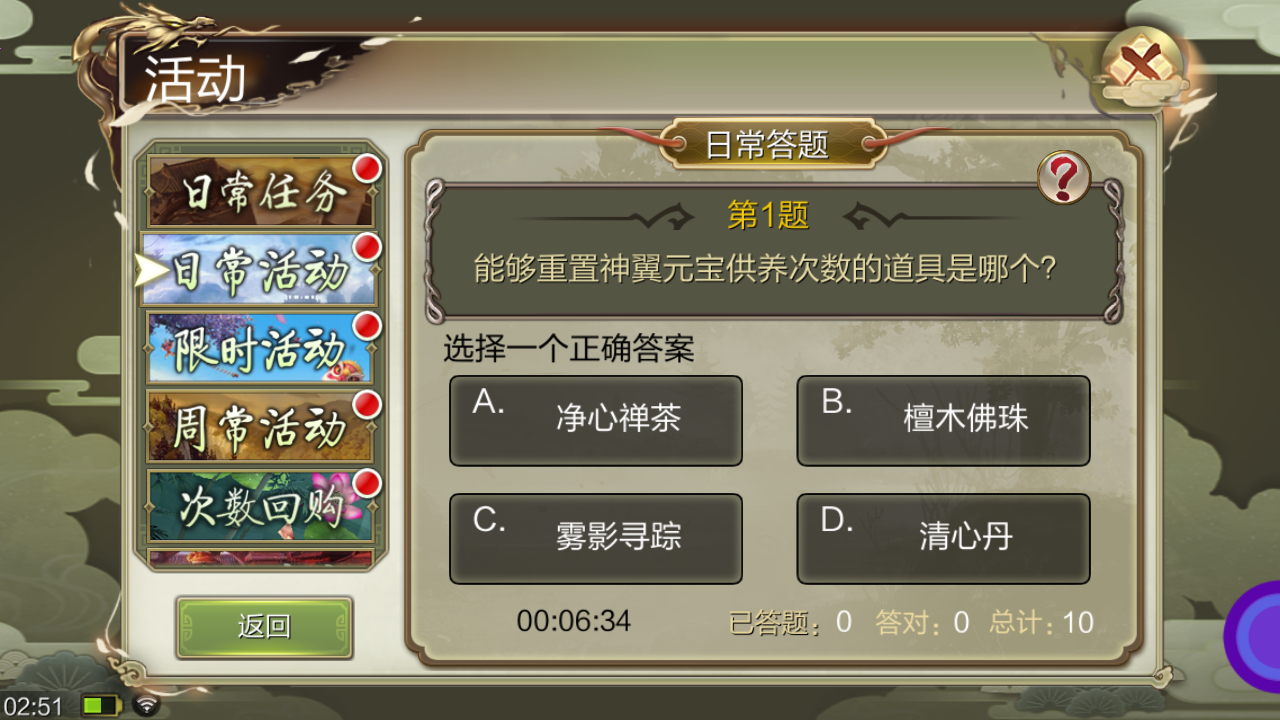 活动
日常任务
日常活动
限时活动
周常活动
次数回购
返回
日常答题
?
第1题
能够重置神翼元宝供养次数的道具是哪个?
选择一个正确答案
A. 净心禅茶
B. 檀木佛珠
C. 雾影寻踪
D. 清心丹
00:06:34
已答题: 0 答对: 0 总计: 10
02:51